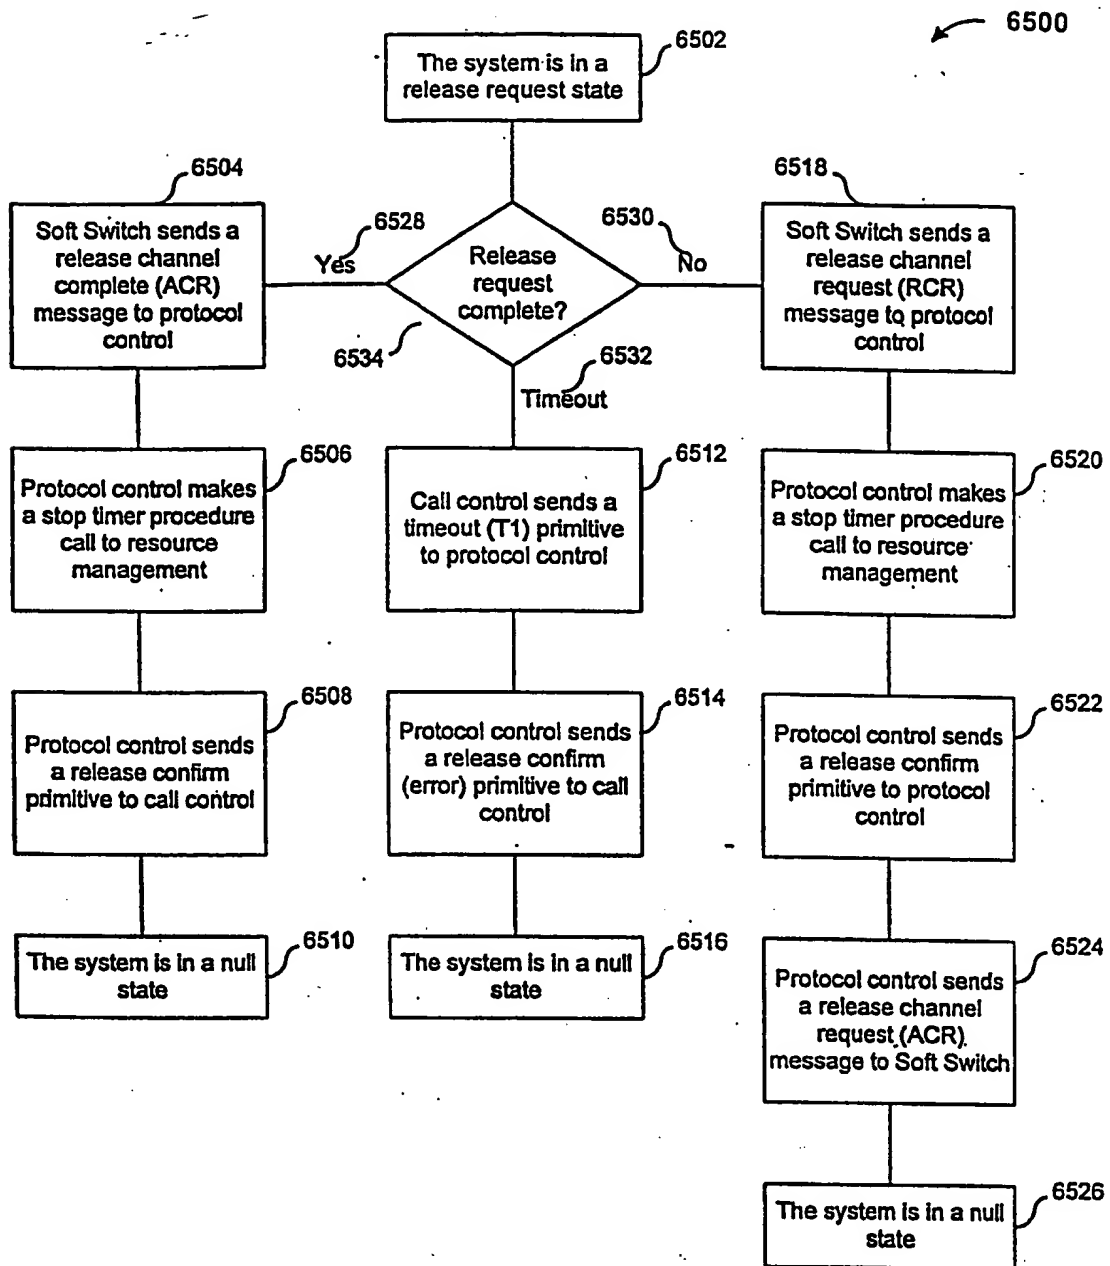 6500
6502
The system is in a
release request state
6504
Soft Switch sends a
release channel
complete (ACR)
message to protocol
control
6528
Yes
Release
request
complete?
6534
6530
No
6532
Timeout
6518
Soft Switch sends a
release channel
request (RCR)
message to protocol
control
6506
Protocol control makes
a stop timer procedure
call to resource
management
6512
Call control sends a
timeout (T1) primitive
to protocol control
6520
Protocol control makes
a stop timer procedure
call to resource
management
6508
Protocol control sends
a release confirm
primitive to call control
6514
Protocol control sends
a release confirm
(error) primitive to call
control
6522
Protocol control sends
a release confirm
primitive to protocol
control
6510
The system is in a null
state
6516
The system is in a null
state
6524
Protocol control sends
a release channel
request (ACR)
message to Soft Switch
6526
The system is in a null
state